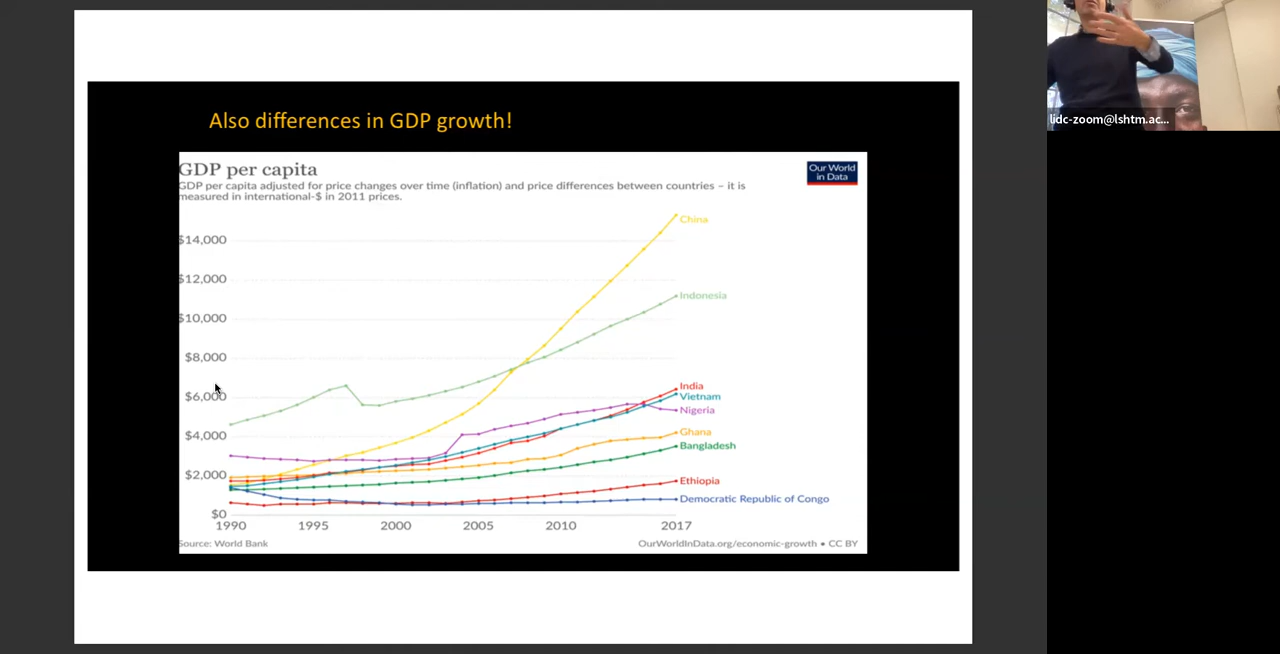 Also differences in GDP growth!
GDP per capita
GDP per capita adjusted for price changes over time (inflation) and price differences between countries – it is
measured in international-$ in 2011 prices.
Our World
in Data
$14,000
$12,000
$10,000
$8,000
$6,000
$4,000
$2,000
$0
1990
1995
2000
2005
2010
2017
China
Indonesia
India
Vietnam
Nigeria
Ghana
Bangladesh
Ethiopia
Democratic Republic of Congo
Source: World Bank
OurWorldInData.org/economic-growth • CC BY
lidc-zoom@lshtm.ac...